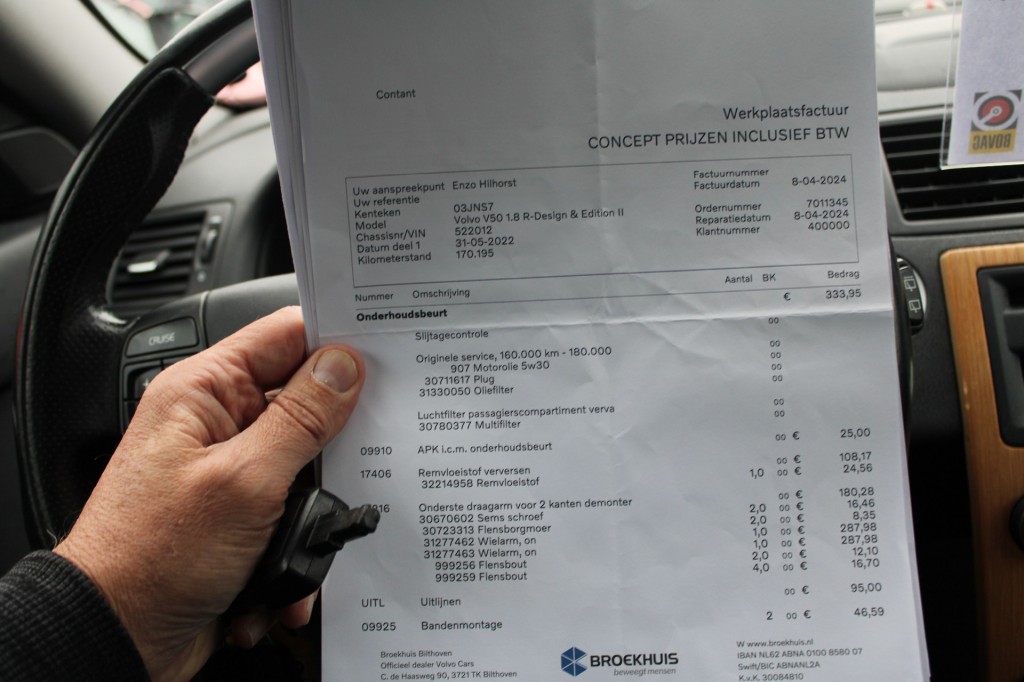 Contant
Werkplaatsfactuur
CONCEPT PRIJZEN INCLUSIEF BTW
Uw aanspreekpunt Enzo Hilhorst
Uw referentie
Kenteken 03JNS7
Model Volvo V50 1.8 R-Design & Edition II
Chassisnr/VIN 522012
Datum deel 1 31-05-2022
Kilometerstand 170.195
Factuurnummer
Factuurdatum 8-04-2024
Ordernummer 7011345
Reparatiedatum 8-04-2024
Klantnummer 400000
Nummer Omschrijving Aantal BK Bedrag
Onderhoudsbeurt € 333,95
Slijtagecontrole 00
Originele service, 160.000 km - 180.000 00
907 Motorolie 5w30 00
30711617 Plug 00
31330050 Oliefilter 00
Luchtfilter passagierscompartiment verva 00
30780377 Multifilter 00
09910 APK i.c.m. onderhoudsbeurt 00 € 25,00
17406 Remvloeistof verversen 00 € 108,17
32214958 Remvloeistof 1,0 00 € 24,56
816 Onderste draagarm voor 2 kanten demonter 00 € 180,28
30670602 Sems schroef 2,0 00 € 16,46
30723313 Flensborgmoer 2,0 00 € 8,35
31277462 Wielarm, on 1,0 00 € 287,98
31277463 Wielarm, on 1,0 00 € 287,98
999256 Flensbout 2,0 00 € 12,10
999259 Flensbout 4,0 00 € 16,70
UITL Uitlijnen 00 € 95,00
09925 Bandenmontage 2 00 € 46,59
Broekhuis Bilthoven
Officieel dealer Volvo Cars
C. de Haasweg 90, 3721 TK Bilthoven
BROEKHUIS
beweegt mensen
W www.broekhuis.nl
IBAN NL62 ABNA 0100 8580 07
Swift/BIC ABNANL2A
K.v.K. 30084810
CRUISE
BOVAG